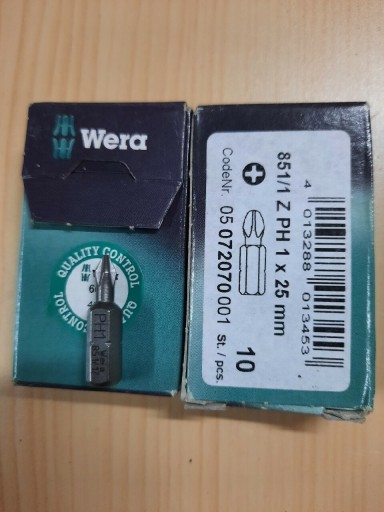 Wera
QUALITY CONTROL
PH1
851/1 Z PH 1 x 25 mm
CodeNr. 05 072070 001 St. / pcs. 10
4 013288 013453